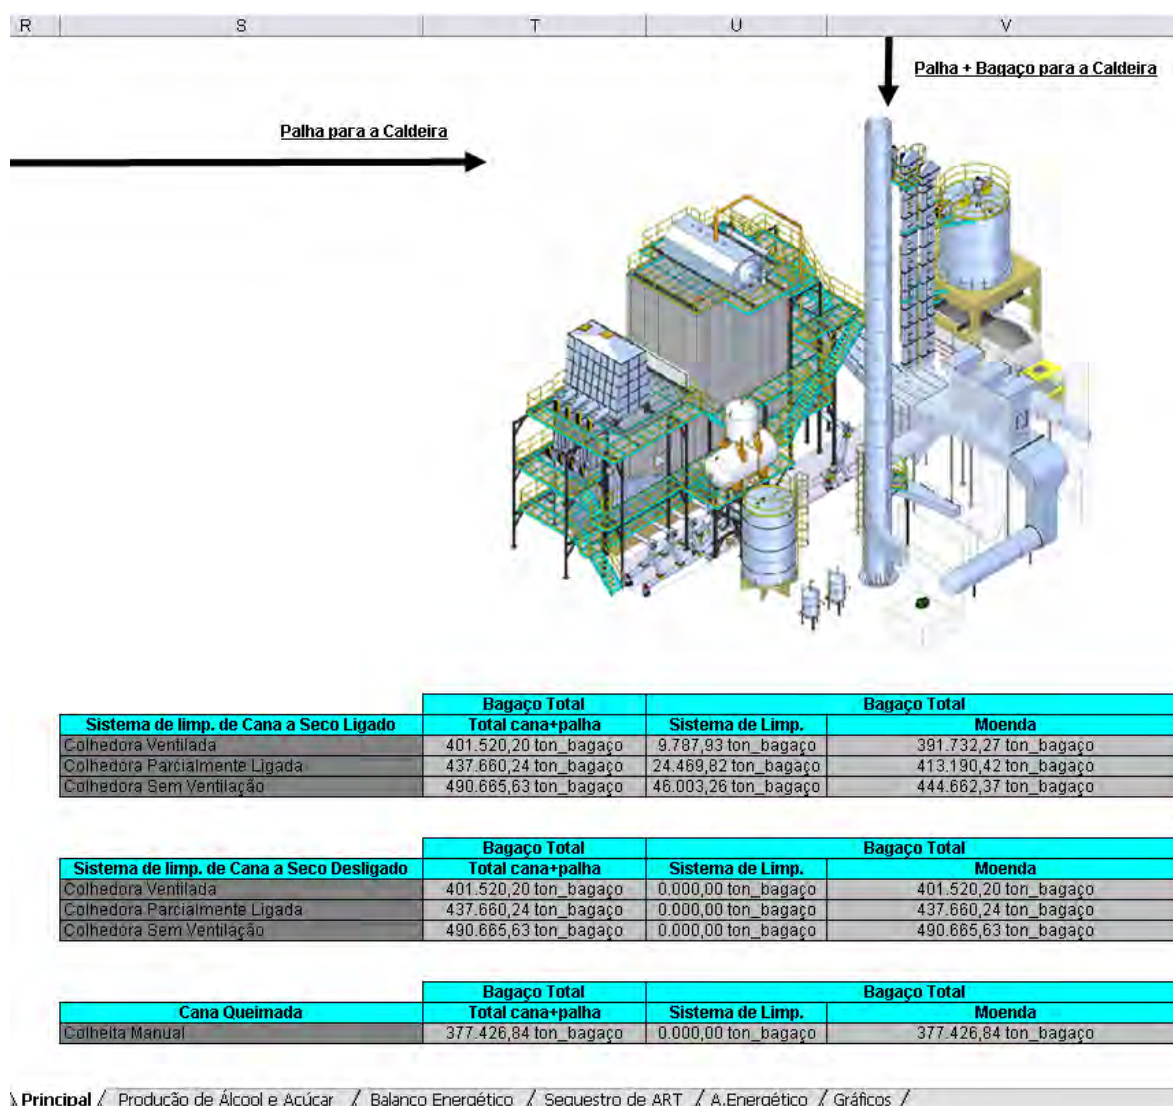 R S T U V
Palha + Bagaço para a Caldeira
Palha para a Caldeira
Bagaço Total Bagaço Total
Sistema de limp. de Cana a Seco Ligado Total cana+palha Sistema de Limp. Moenda
Colhedora Ventilada 401.520,20 ton_bagaço 9.787,93 ton_bagaço 391.732,27 ton_bagaço
Colhedora Parcialmente Ligada 437.660,24 ton_bagaço 24.469,82 ton_bagaço 413.190,42 ton_bagaço
Colhedora Sem Ventilação 490.665,63 ton_bagaço 46.003,26 ton_bagaço 444.662,37 ton_bagaço
Bagaço Total Bagaço Total
Sistema de limp. de Cana a Seco Desligado Total cana+palha Sistema de Limp. Moenda
Colhedora Ventilada 401.520,20 ton_bagaço 0.000,00 ton_bagaço 401.520,20 ton_bagaço
Colhedora Parcialmente Ligada 437.660,24 ton_bagaço 0.000,00 ton_bagaço 437.660,24 ton_bagaço
Colhedora Sem Ventilação 490.665,63 ton_bagaço 0.000,00 ton_bagaço 490.665,63 ton_bagaço
Bagaço Total Bagaço Total
Cana Queimada Total cana+palha Sistema de Limp. Moenda
Colheita Manual 377.426,84 ton_bagaço 0.000,00 ton_bagaço 377.426,84 ton_bagaço
Principal / Produção de Álcool e Açúcar / Balanço Energético / Sequestro de ART / A.Energético / Gráficos /